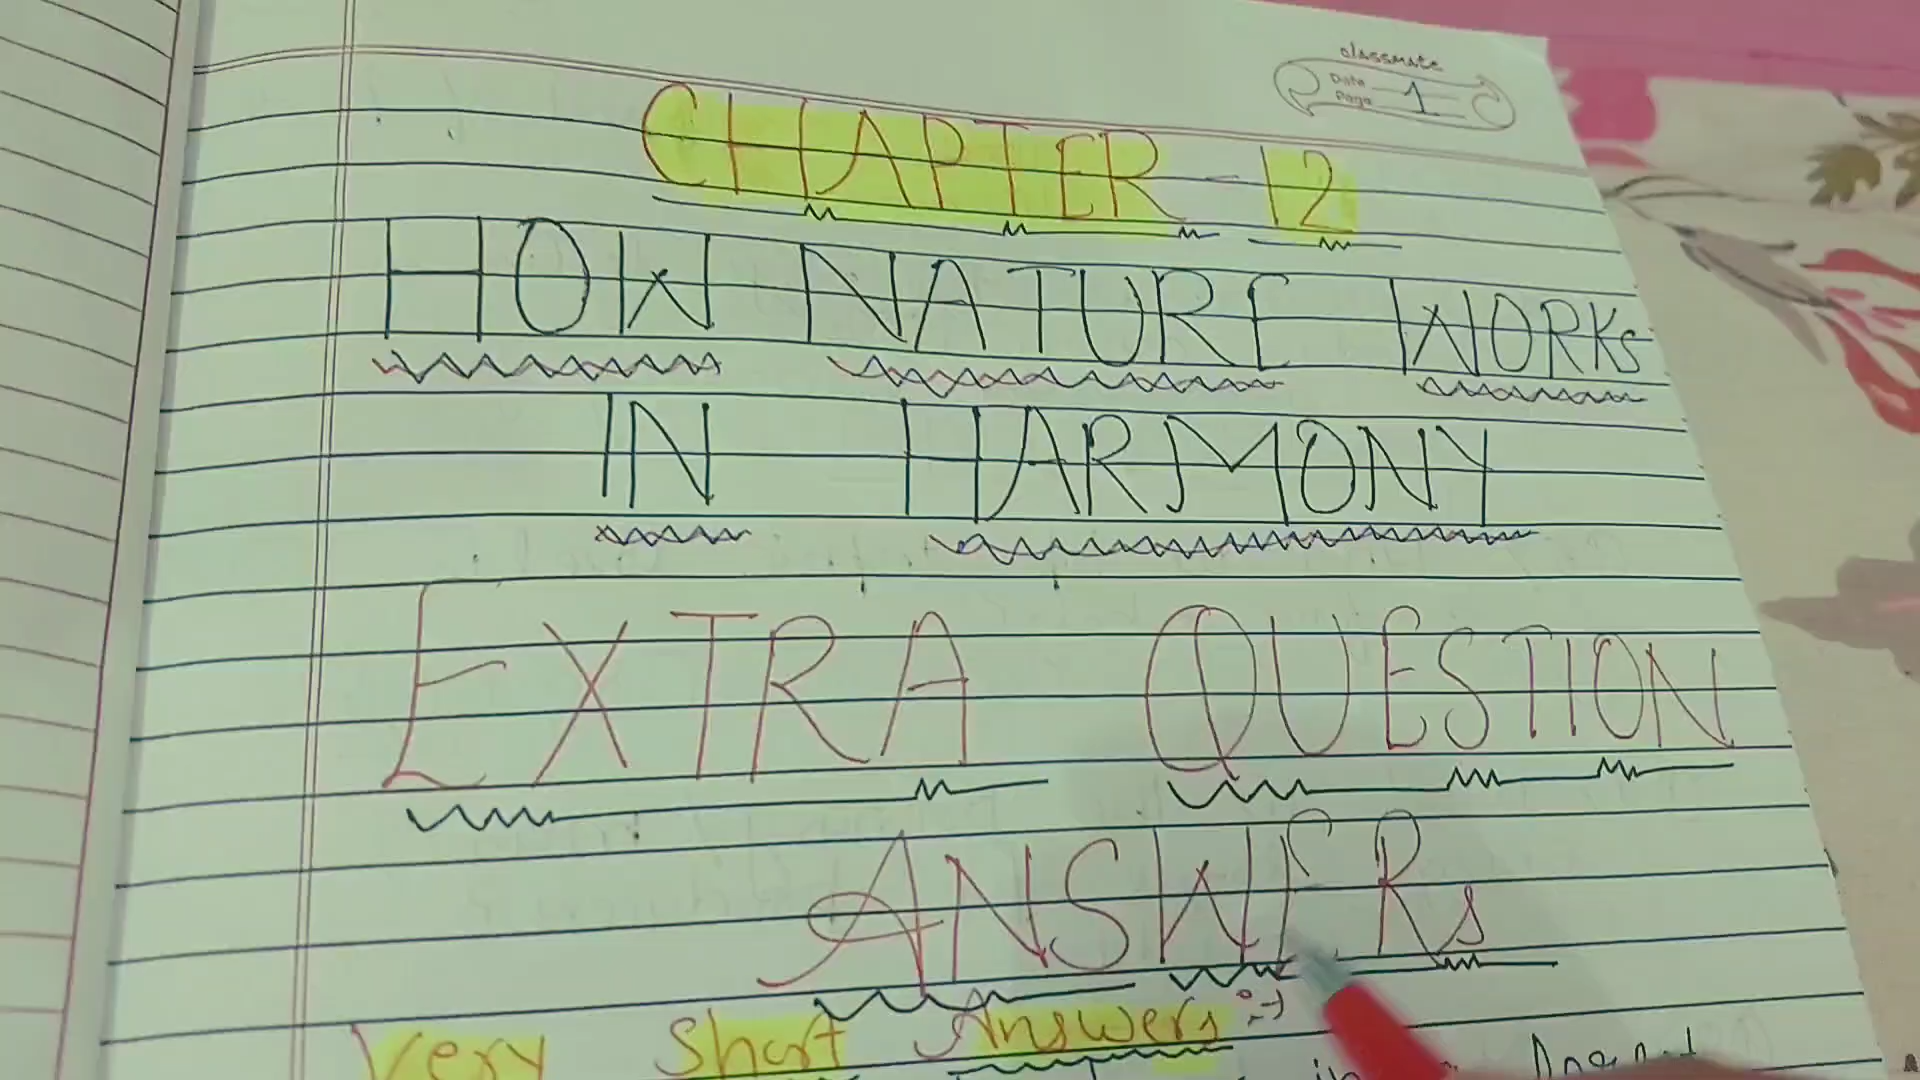 classmate
Date
Page 1
CHAPTER - 12
HOW NATURE WORKS
IN HARMONY
EXTRA QUESTION
ANSWERS
Very Short Answers :-)